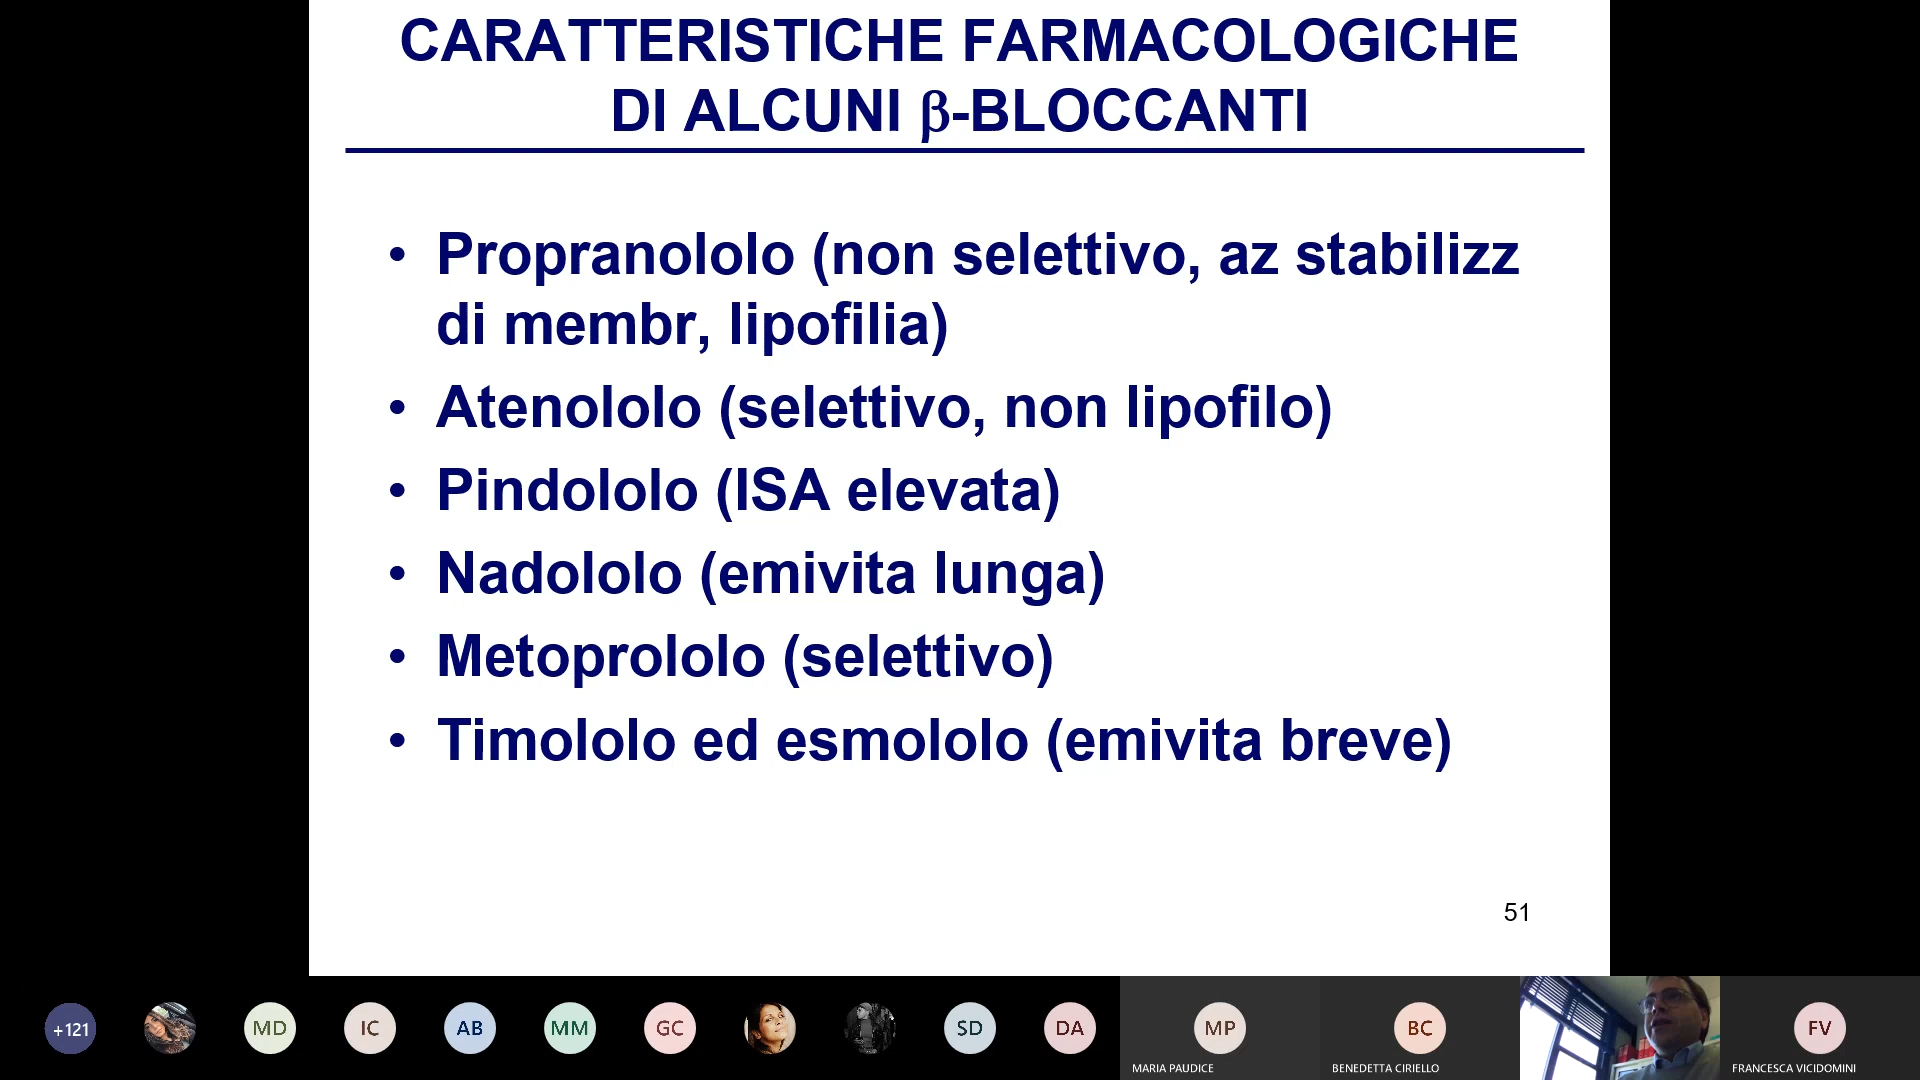 CARATTERISTICHE FARMACOLOGICHE
DI ALCUNI β-BLOCCANTI
• Propranololo (non selettivo, az stabilizz
di membr, lipofilia)
• Atenololo (selettivo, non lipofilo)
• Pindololo (ISA elevata)
• Nadololo (emivita lunga)
• Metoprololo (selettivo)
• Timololo ed esmololo (emivita breve)
51
+121
MD
IC
AB
MM
GC
SD
DA
MP
MARIA PAUDICE
BC
BENEDETTA CIRIELLO
FV
FRANCESCA VICIDOMINI